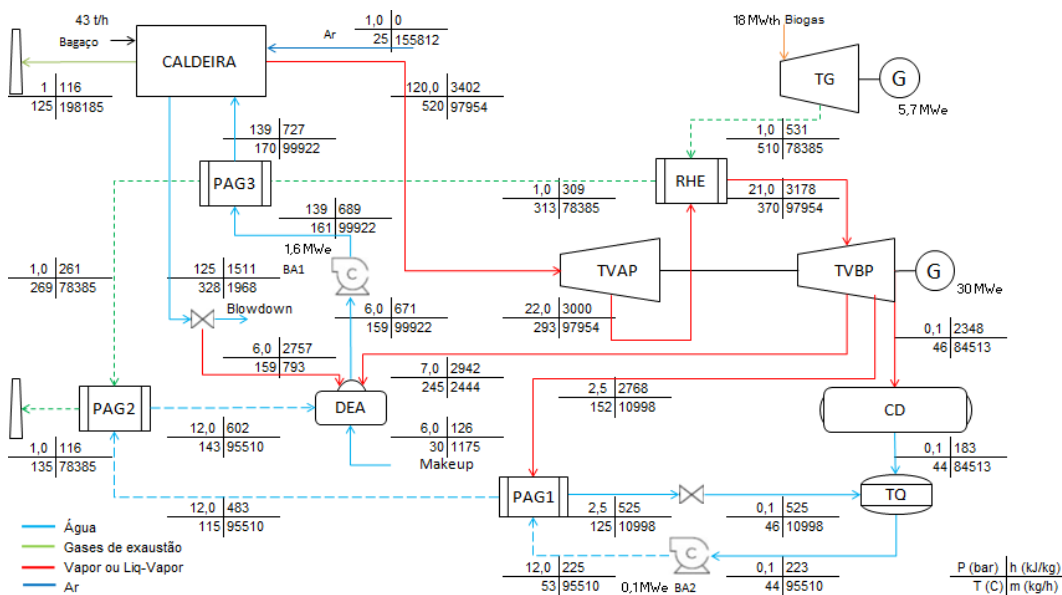 43 t/h
Bagaço
CALDEIRA
1,0 0
Ar
25 155812
18 MWth Biogas
TG
G
5,7 MWe
1 116
125 198185
120,0 3402
520 97954
1,0 531
510 78385
139 727
170 99922
PAG3
RHE
1,0 309
313 78385
21,0 3178
370 97954
139 689
161 99922
1,6 MWe
C
TVAP
TVBP
G
30 MWe
1,0 261
269 78385
125 1511
328 1968
BA1
Blowdown
6,0 671
159 99922
22,0 3000
293 97954
0,1 2348
46 84513
6,0 2757
159 793
7,0 2942
245 2444
2,5 2768
152 10998
PAG2
DEA
CD
12,0 602
143 95510
6,0 126
30 1175
Makeup
0,1 183
44 84513
1,0 116
135 78385
PAG1
TQ
12,0 483
115 95510
2,5 525
125 10998
0,1 525
46 10998
C
12,0 225
53 95510
0,1 MWe BA2
0,1 223
44 95510
Água
Gases de exaustão
Vapor ou Liq-Vapor
Ar
P (bar) h (kJ/kg)
T (C) m (kg/h)